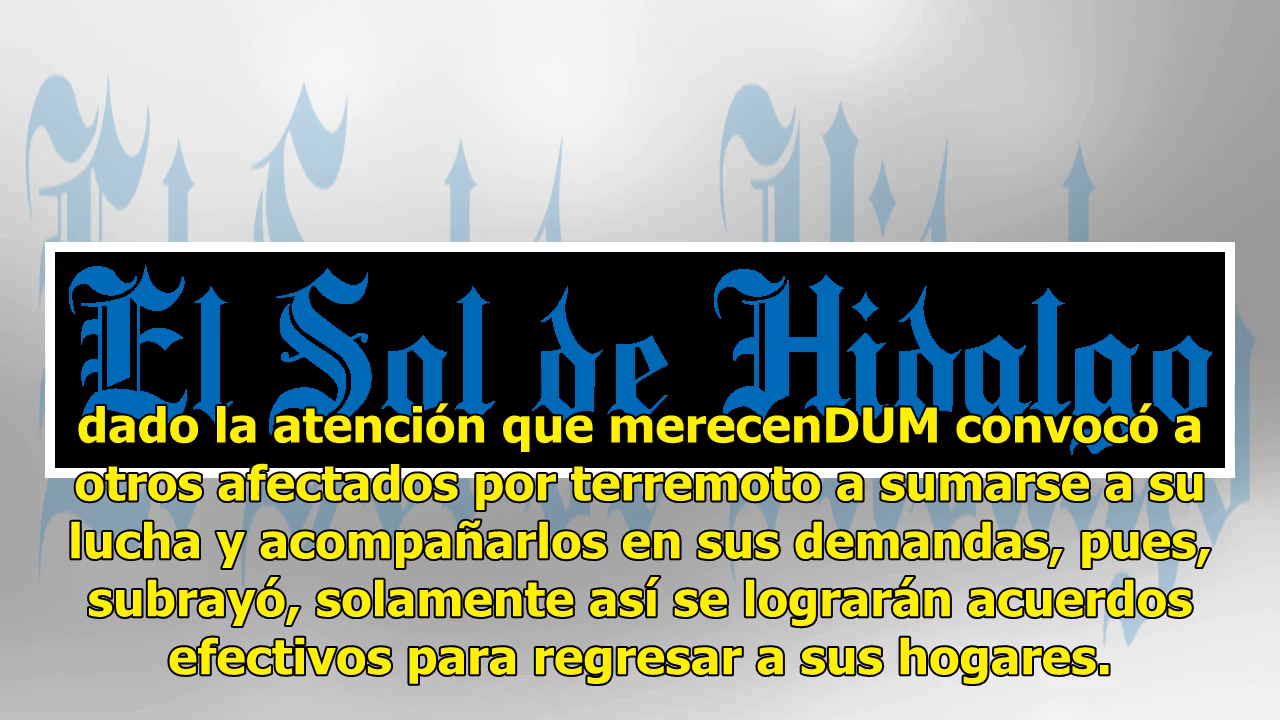 El Sol de Hidalgo
dado la atención que merecenDUM convocó a
otros afectados por terremoto a sumarse a su
lucha y acompañarlos en sus demandas, pues,
subrayó, solamente así se lograrán acuerdos
efectivos para regresar a sus hogares.